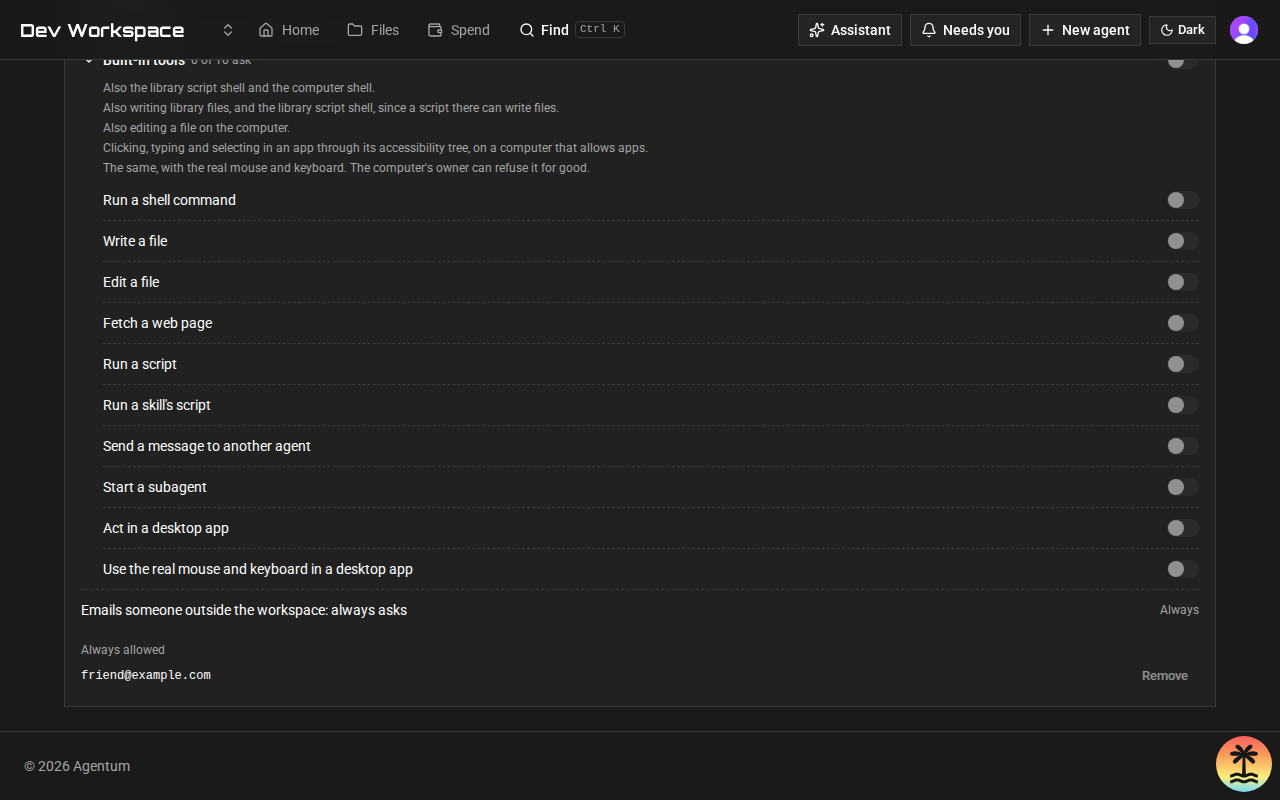 Dev Workspace
Home
Files
Spend
Find
Ctrl K
Assistant
Needs you
New agent
Dark
Built-in tools
Also the library script shell and the computer shell.
Also writing library files, and the library script shell, since a script there can write files.
Also editing a file on the computer.
Clicking, typing and selecting in an app through its accessibility tree, on a computer that allows apps.
The same, with the real mouse and keyboard. The computer's owner can refuse it for good.
Run a shell command
Write a file
Edit a file
Fetch a web page
Run a script
Run a skill's script
Send a message to another agent
Start a subagent
Act in a desktop app
Use the real mouse and keyboard in a desktop app
Emails someone outside the workspace: always asks
Always
Always allowed
friend@example.com
Remove
© 2026 Agentum